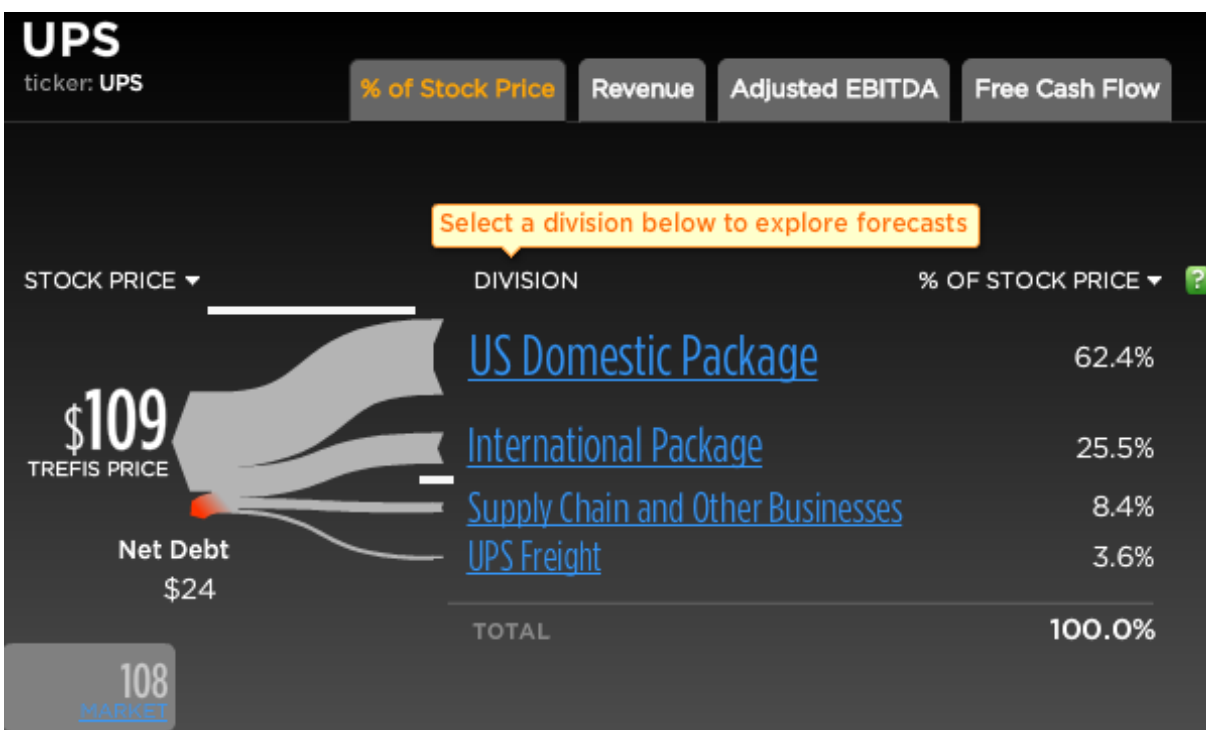 UPS
ticker: UPS
% of Stock Price Revenue Adjusted EBITDA Free Cash Flow
Select a division below to explore forecasts
STOCK PRICE ▾ DIVISION % OF STOCK PRICE ▾ ?
US Domestic Package 62.4%
$109
TREFIS PRICE
International Package 25.5%
Supply Chain and Other Businesses 8.4%
UPS Freight 3.6%
Net Debt
$24
TOTAL 100.0%
108
MARKET